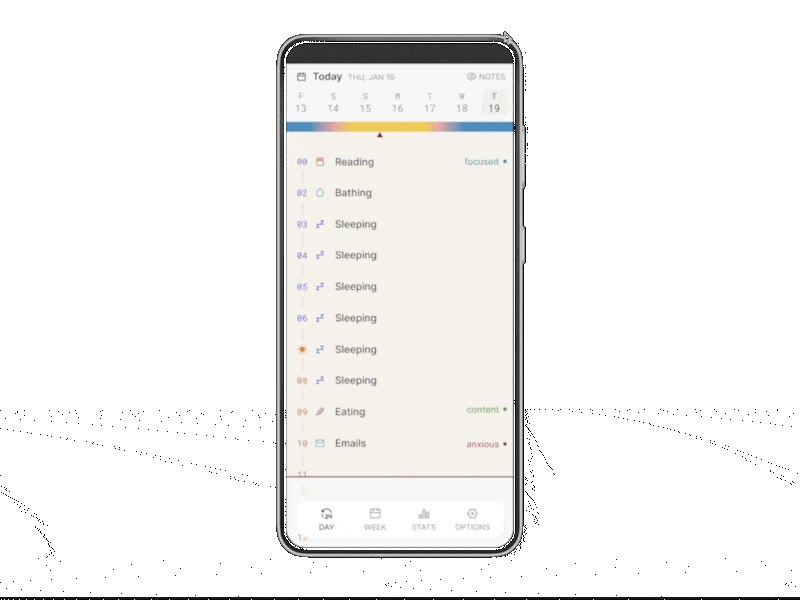 Today THU, JAN 19 NOTES
F S S M T W T
13 14 15 16 17 18 19
00 Reading focused
02 Bathing
03 Sleeping
04 Sleeping
05 Sleeping
06 Sleeping
Sleeping
08 Sleeping
09 Eating content
10 Emails anxious
11
DAY WEEK STATS OPTIONS